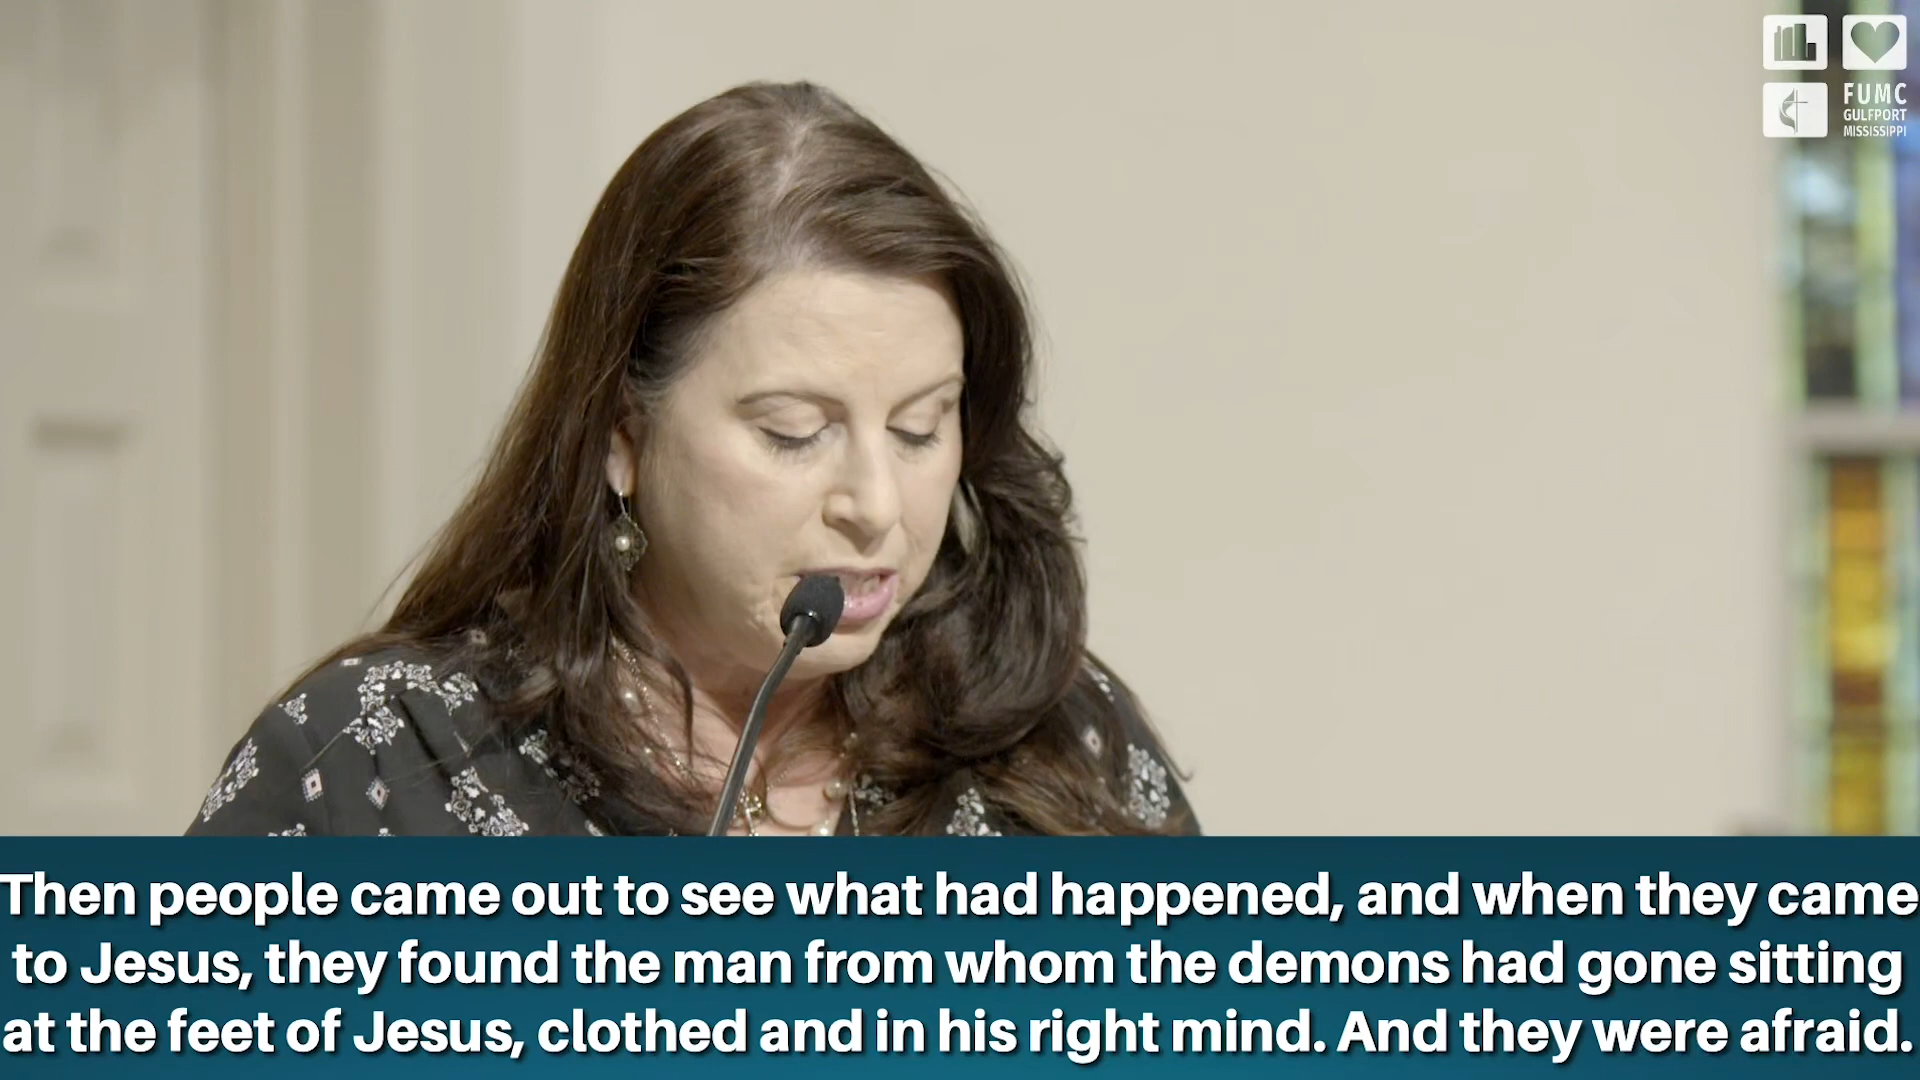 FUMC
GULFPORT
MISSISSIPPI
Then people came out to see what had happened, and when they came
to Jesus, they found the man from whom the demons had gone sitting
at the feet of Jesus, clothed and in his right mind. And they were afraid.